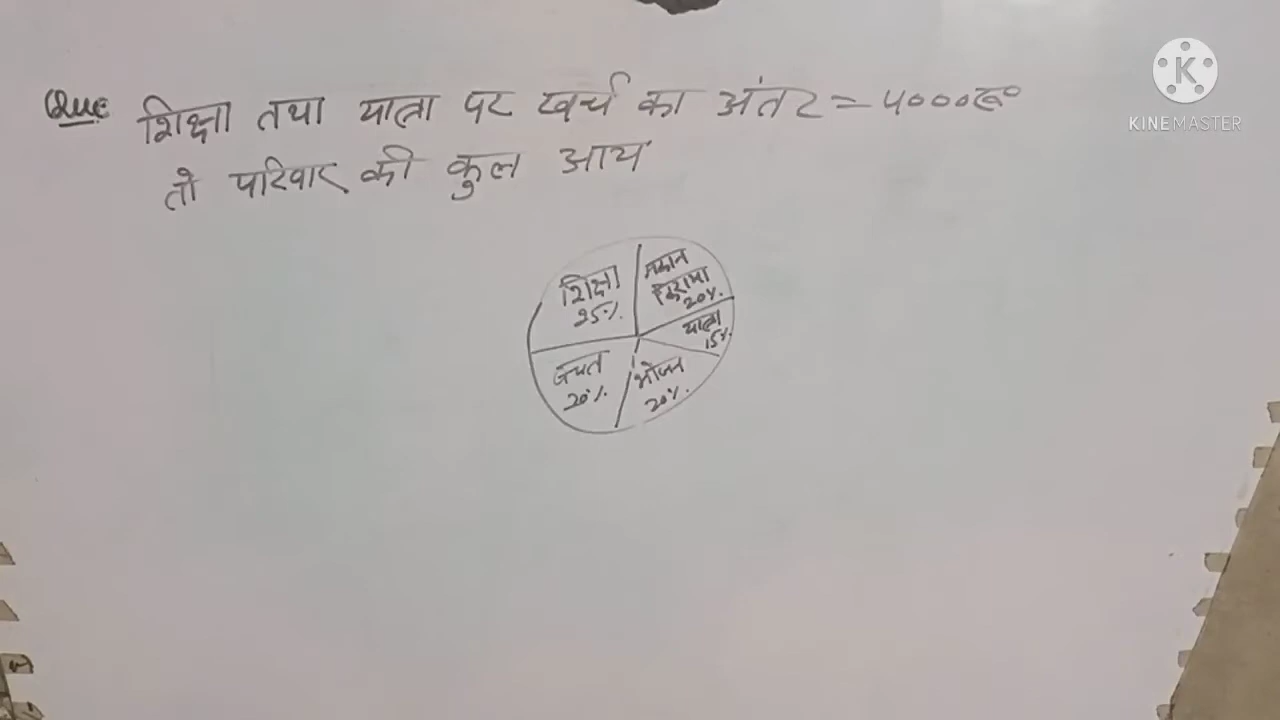 Que शिक्षा तथा यात्रा पर खर्च का अंतर = 4000रु०
तो परिवार की कुल आय
शिक्षा
25%
मकान
किराया
20%
यात्रा
15%
बचत
20%
भोजन
20%
KINEMASTER